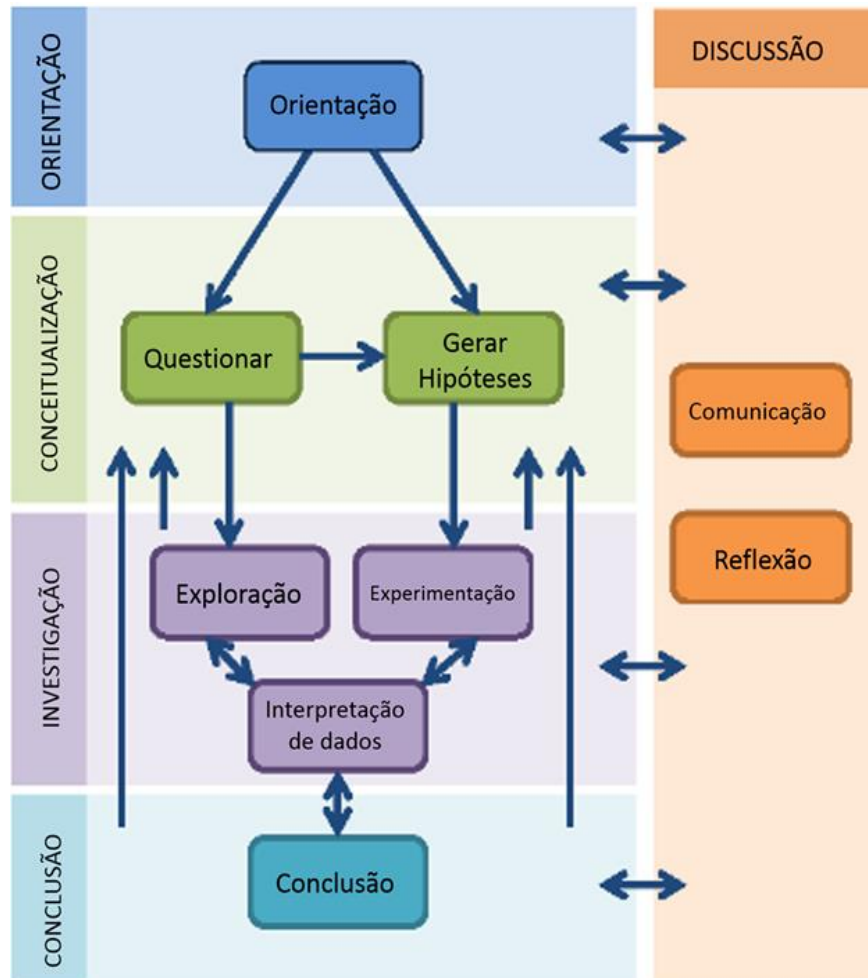 ORIENTAÇÃO
Orientação
CONCEITUALIZAÇÃO
Questionar
Gerar
Hipóteses
INVESTIGAÇÃO
Exploração
Experimentação
Interpretação
de dados
CONCLUSÃO
Conclusão
DISCUSSÃO
Comunicação
Reflexão